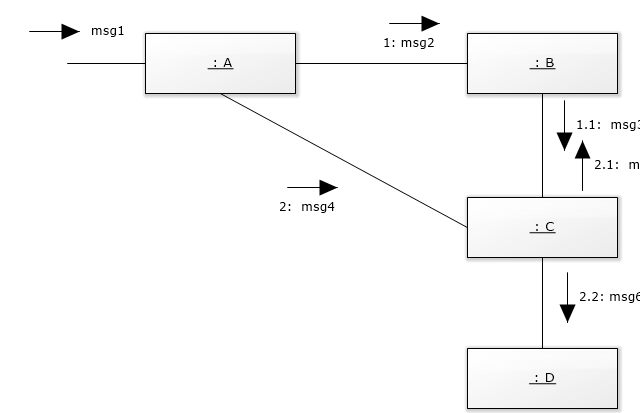 msg1
: A
1: msg2
: B
1.1: msg3
2.1: m
2: msg4
: C
2.2: msg6
: D